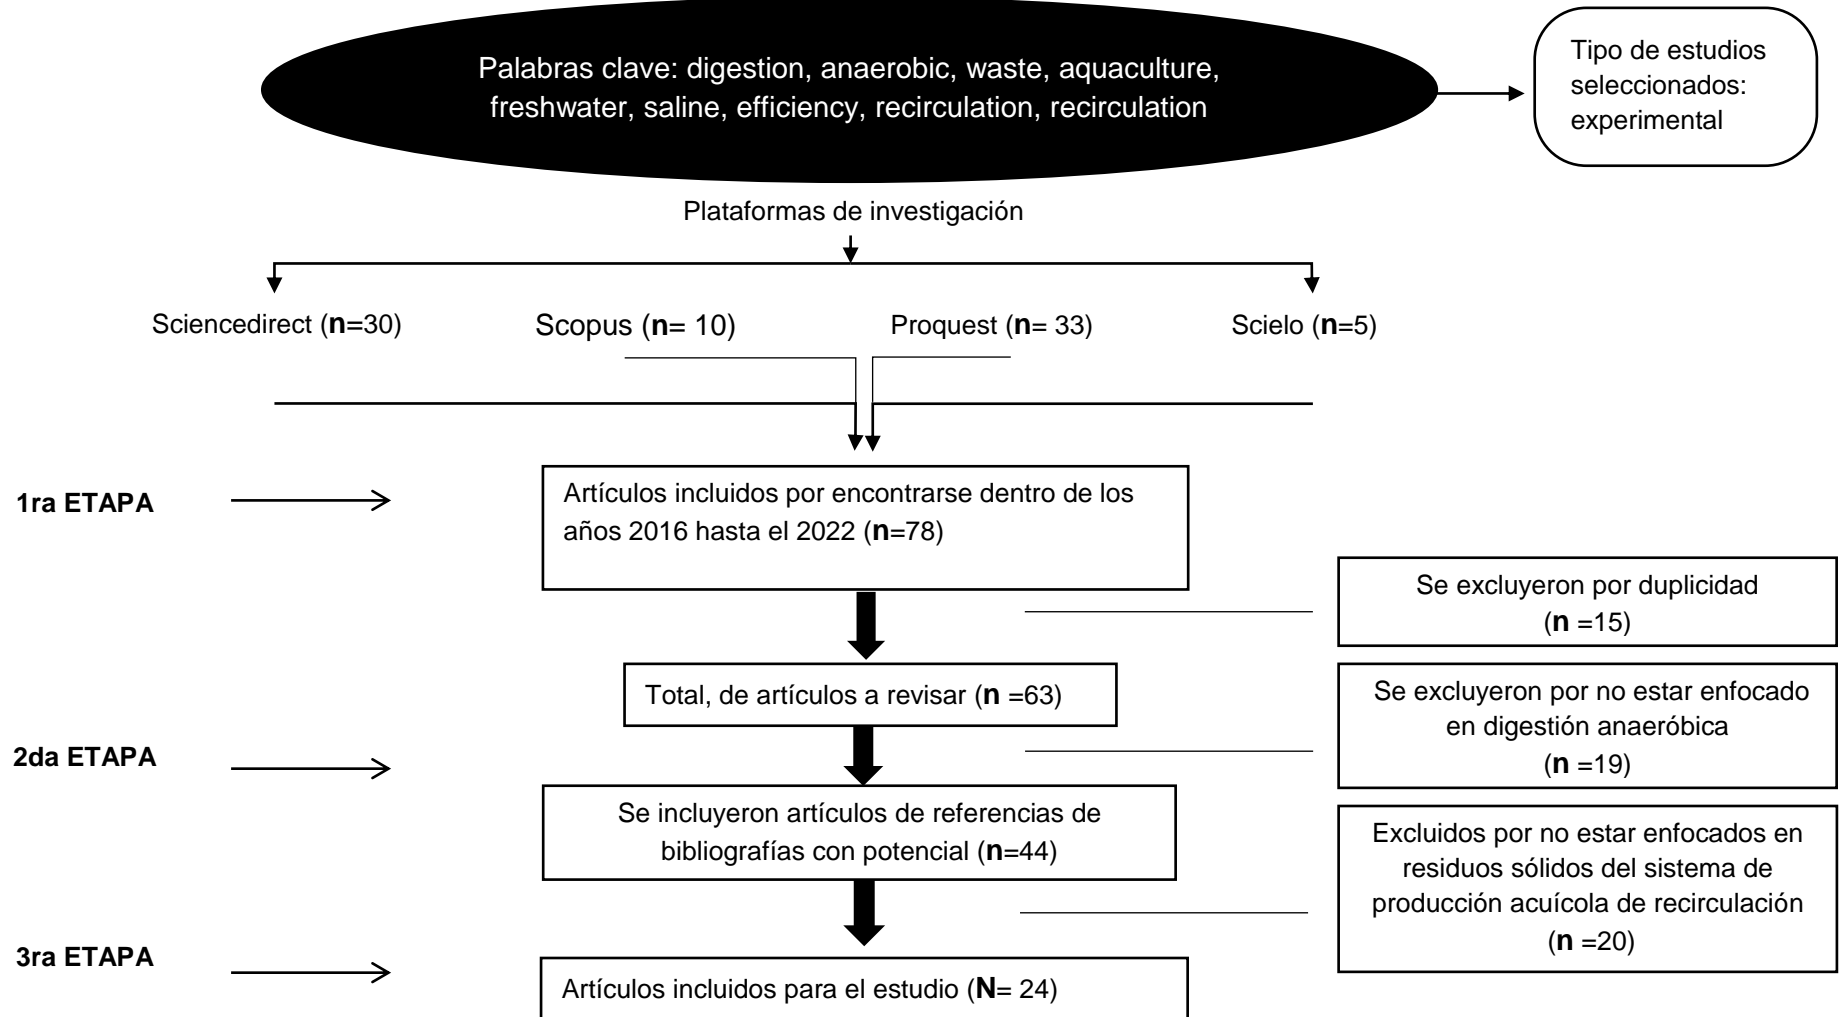 Palabras clave: digestion, anaerobic, waste, aquaculture,
freshwater, saline, efficiency, recirculation, recirculation
Tipo de estudios
seleccionados:
experimental
Plataformas de investigación
Sciencedirect (n=30)
Scopus (n= 10)
Proquest (n= 33)
Scielo (n=5)
1ra ETAPA
Artículos incluidos por encontrarse dentro de los
años 2016 hasta el 2022 (n=78)
Se excluyeron por duplicidad
(n =15)
Total, de artículos a revisar (n =63)
Se excluyeron por no estar enfocado
en digestión anaeróbica
(n =19)
2da ETAPA
Se incluyeron artículos de referencias de
bibliografías con potencial (n=44)
Excluidos por no estar enfocados en
residuos sólidos del sistema de
producción acuícola de recirculación
(n =20)
3ra ETAPA
Artículos incluidos para el estudio (N= 24)